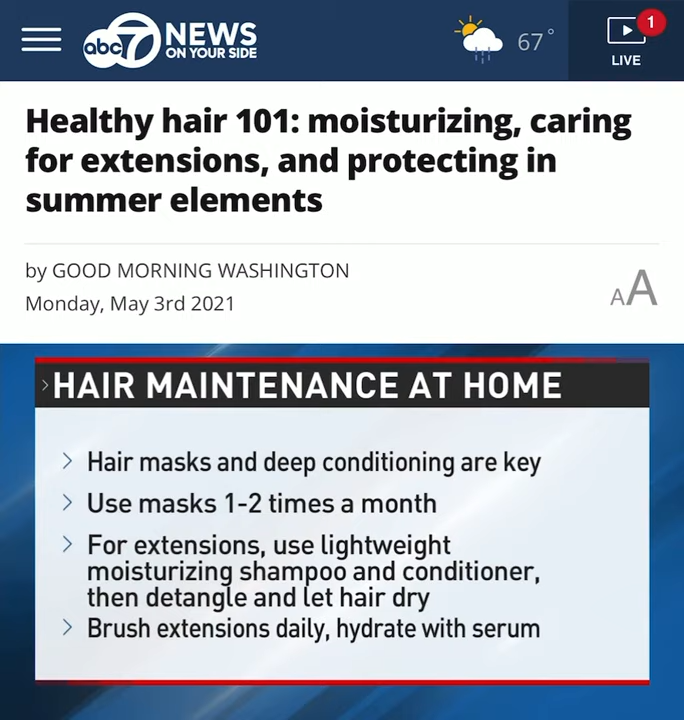 abc 7 NEWS
ON YOUR SIDE
67°
1
LIVE
Healthy hair 101: moisturizing, caring
for extensions, and protecting in
summer elements
by GOOD MORNING WASHINGTON
Monday, May 3rd 2021
AA
HAIR MAINTENANCE AT HOME
Hair masks and deep conditioning are key
Use masks 1-2 times a month
For extensions, use lightweight
moisturizing shampoo and conditioner,
then detangle and let hair dry
Brush extensions daily, hydrate with serum